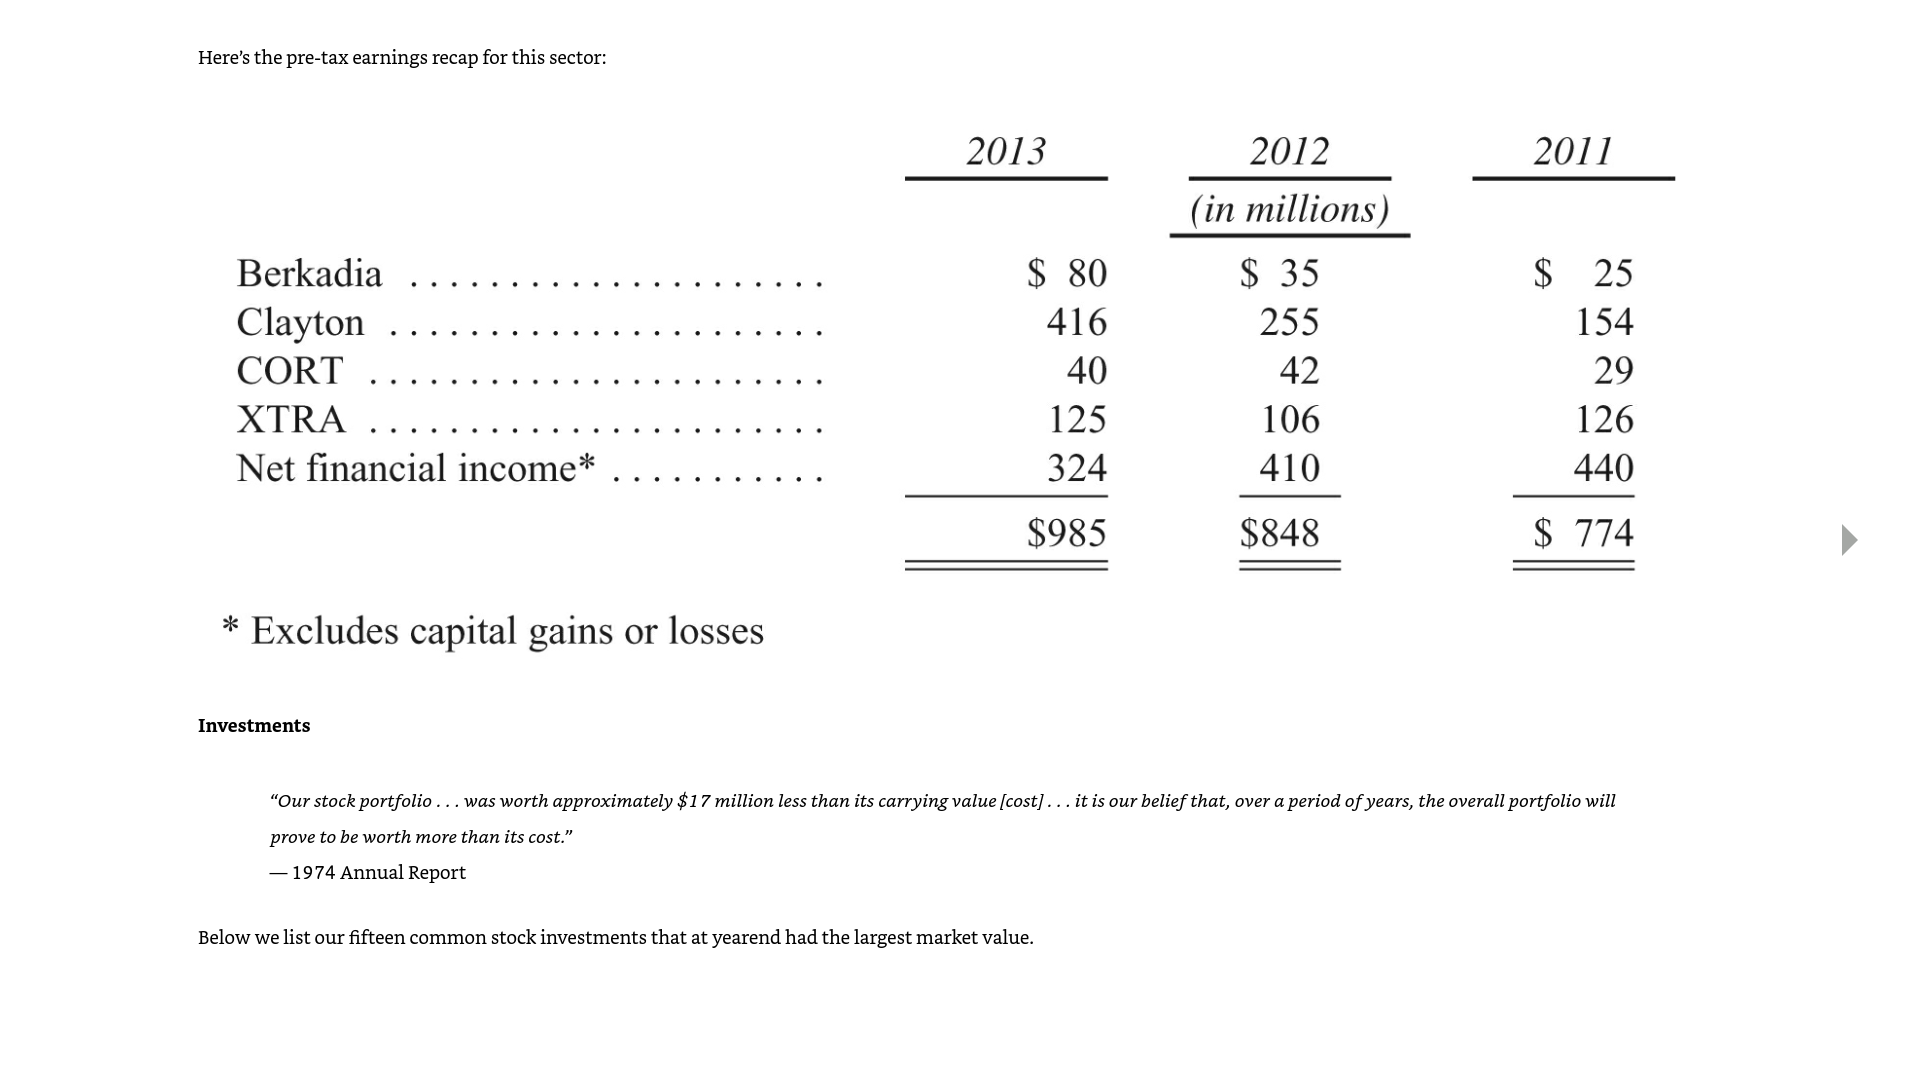 Here’s the pre-tax earnings recap for this sector:
2013 2012 2011
(in millions)
Berkadia . . . . . . . . . . . . . . . . . . . . . $ 80 $ 35 $ 25
Clayton . . . . . . . . . . . . . . . . . . . . . . 416 255 154
CORT . . . . . . . . . . . . . . . . . . . . . . . 40 42 29
XTRA . . . . . . . . . . . . . . . . . . . . . . . 125 106 126
Net financial income* . . . . . . . . . . . 324 410 440
$985 $848 $ 774
* Excludes capital gains or losses
Investments
“Our stock portfolio . . . was worth approximately $17 million less than its carrying value [cost] . . . it is our belief that, over a period of years, the overall portfolio will
prove to be worth more than its cost.”
— 1974 Annual Report
Below we list our fifteen common stock investments that at yearend had the largest market value.